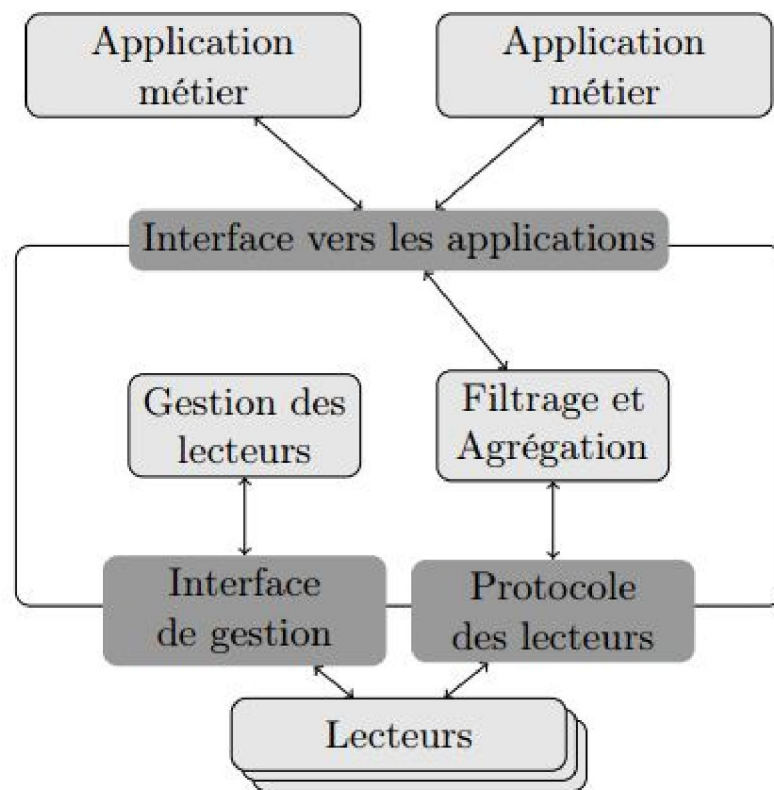 Application
métier
Application
métier
Interface vers les applications
Gestion des
lecteurs
Filtrage et
Agrégation
Interface
de gestion
Protocole
des lecteurs
Lecteurs